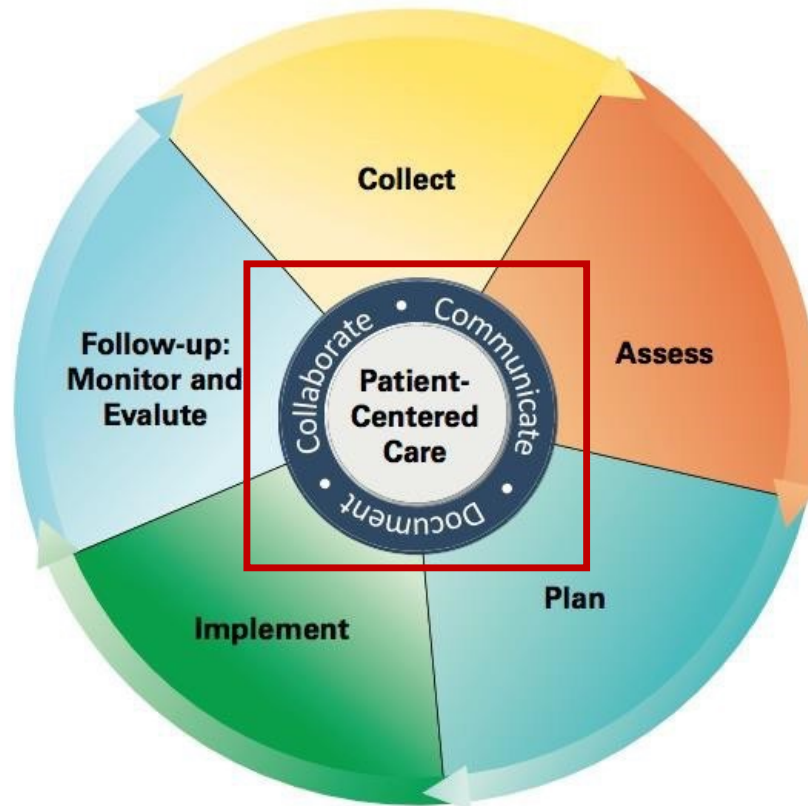 Collect
Assess
Plan
Implement
Follow-up:
Monitor and
Evalute
Collaborate • Communicate • Document •
Patient-
Centered
Care